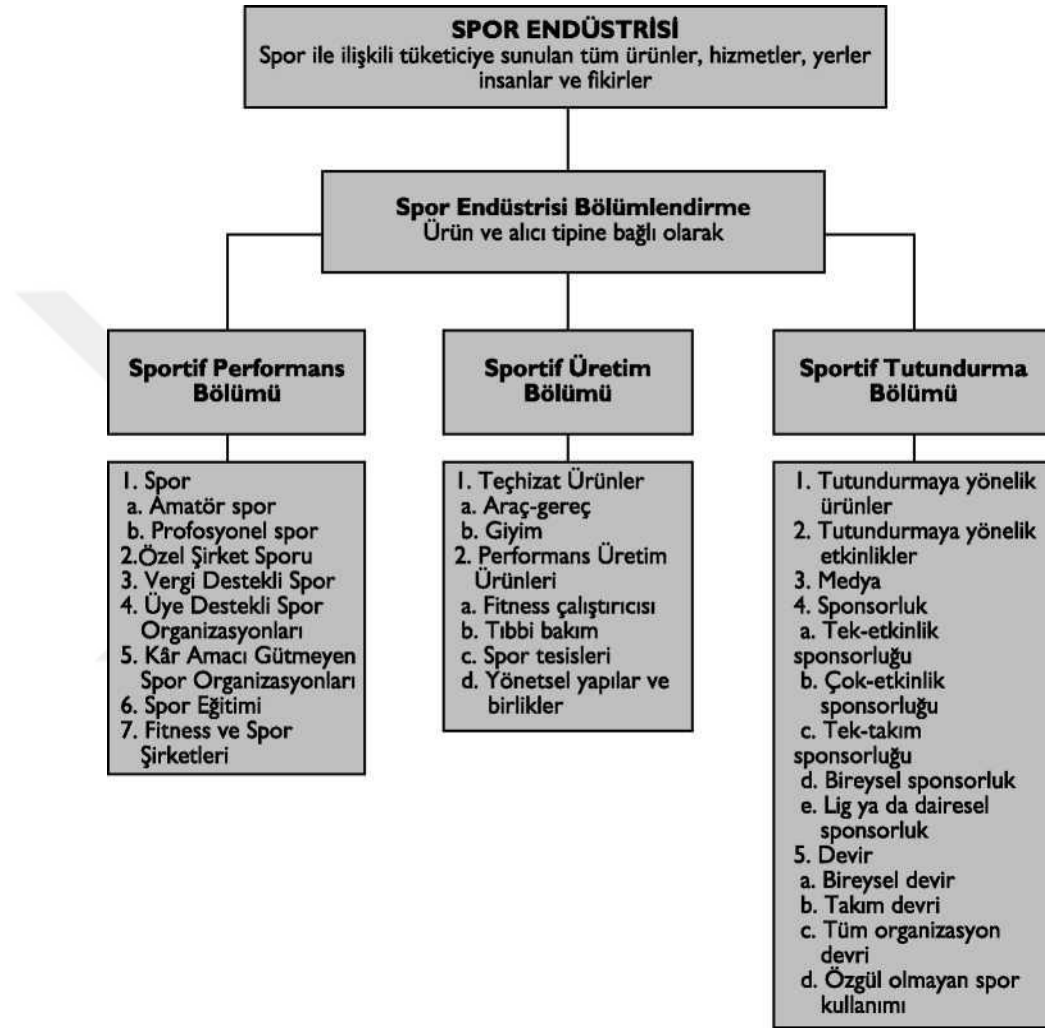 SPOR ENDÜSTRİSİ
Spor ile ilişkili tüketiciye sunulan tüm ürünler, hizmetler, yerler
insanlar ve fikirler
Spor Endüstrisi Bölümlendirme
Ürün ve alıcı tipine bağlı olarak
Sportif Performans
Bölümü
1. Spor
a. Amatör spor
b. Profosyonel spor
2.Özel Şirket Sporu
3. Vergi Destekli Spor
4. Üye Destekli Spor
Organizasyonları
5. Kâr Amacı Gütmeyen
Spor Organizasyonları
6. Spor Eğitimi
7. Fitness ve Spor
Şirketleri
Sportif Üretim
Bölümü
1. Teçhizat Ürünler
a. Araç-gereç
b. Giyim
2. Performans Üretim
Ürünleri
a. Fitness çalıştırıcısı
b. Tıbbi bakım
c. Spor tesisleri
d. Yönetsel yapılar ve
birlikler
Sportif Tutundurma
Bölümü
1. Tutundurmaya yönelik
ürünler
2. Tutundurmaya yönelik
etkinlikler
3. Medya
4. Sponsorluk
a. Tek-etkinlik
sponsorluğu
b. Çok-etkinlik
sponsorluğu
c. Tek-takım
sponsorluğu
d. Bireysel sponsorluk
e. Lig ya da dairesel
sponsorluk
5. Devir
a. Bireysel devir
b. Takım devri
c. Tüm organizasyon
devri
d. Özgül olmayan spor
kullanımı